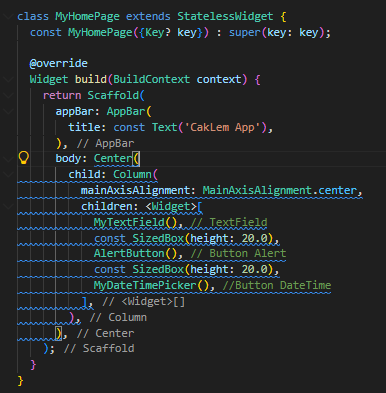 class MyHomePage extends StatelessWidget {
  const MyHomePage({Key? key}) : super(key: key);

  @override
  Widget build(BuildContext context) {
    return Scaffold(
      appBar: AppBar(
        title: const Text('CakLem App'),
      ), // AppBar
      body: Center(
        child: Column(
          mainAxisAlignment: MainAxisAlignment.center,
          children: <Widget>[
            MyTextField(), // TextField
            const SizedBox(height: 20.0),
            AlertButton(), // Button Alert
            const SizedBox(height: 20.0),
            MyDateTimePicker(), //Button DateTime
          ], // <Widget>[]
        ), // Column
      ), // Center
    ); // Scaffold
  }
}